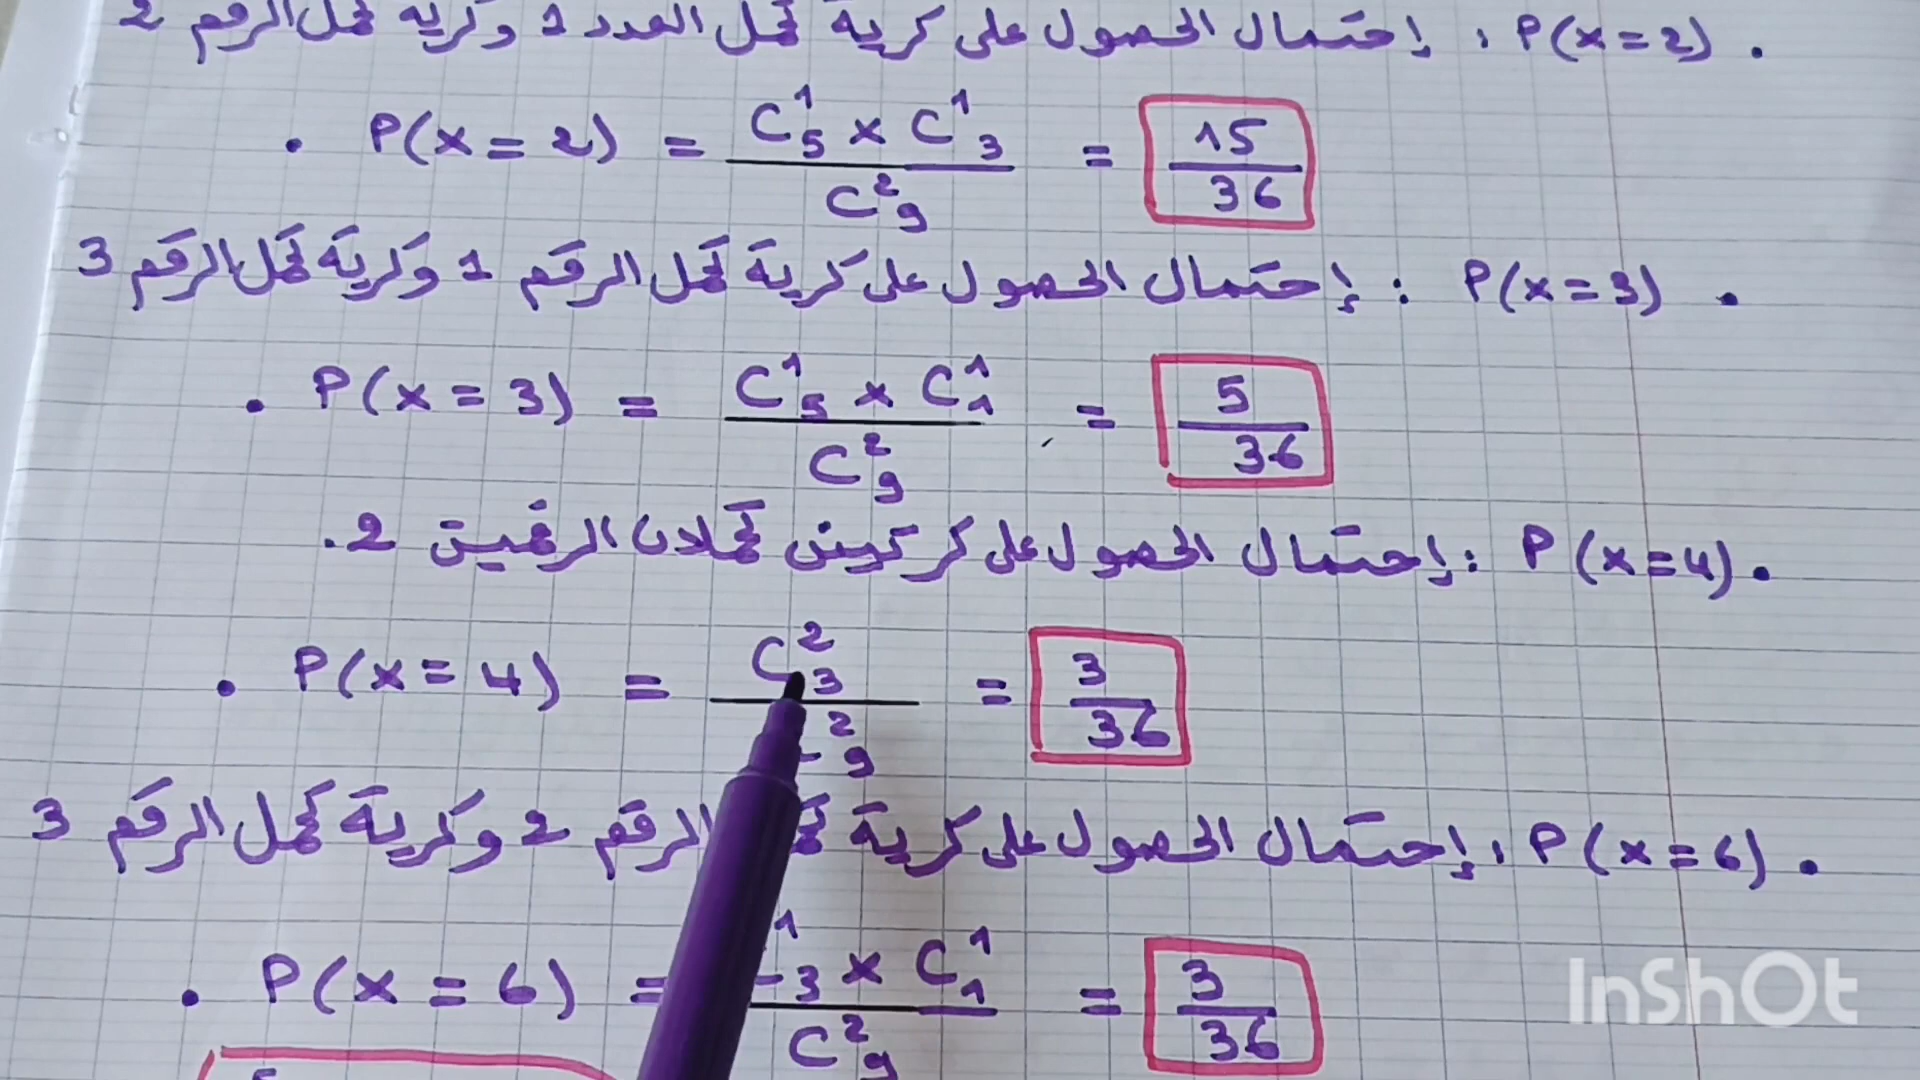 . P(x=2) : إحتمال الحصول على كرية تحمل العدد 1 وكرية تحمل الرقم 2
. P(x = 2) = C¹₅ × C¹₃ / C²₉ = 15/36
. P(x=3) : إحتمال الحصول على كرية تحمل الرقم 1 وكرية تحمل الرقم 3
. P(x = 3) = C¹₅ × C¹₁ / C²₉ = 5/36
. P(x=4) : إحتمال الحصول على كريتين تحملان الرقمين 2.
. P(x = 4) = C²₃ / ²₉ = 3/36
. P(x=6) : إحتمال الحصول على كرية الرقم 2 وكرية تحمل الرقم 3
. P(x = 6) = ¹₃ × C¹₁ / C²₉ = 3/36
InShOt